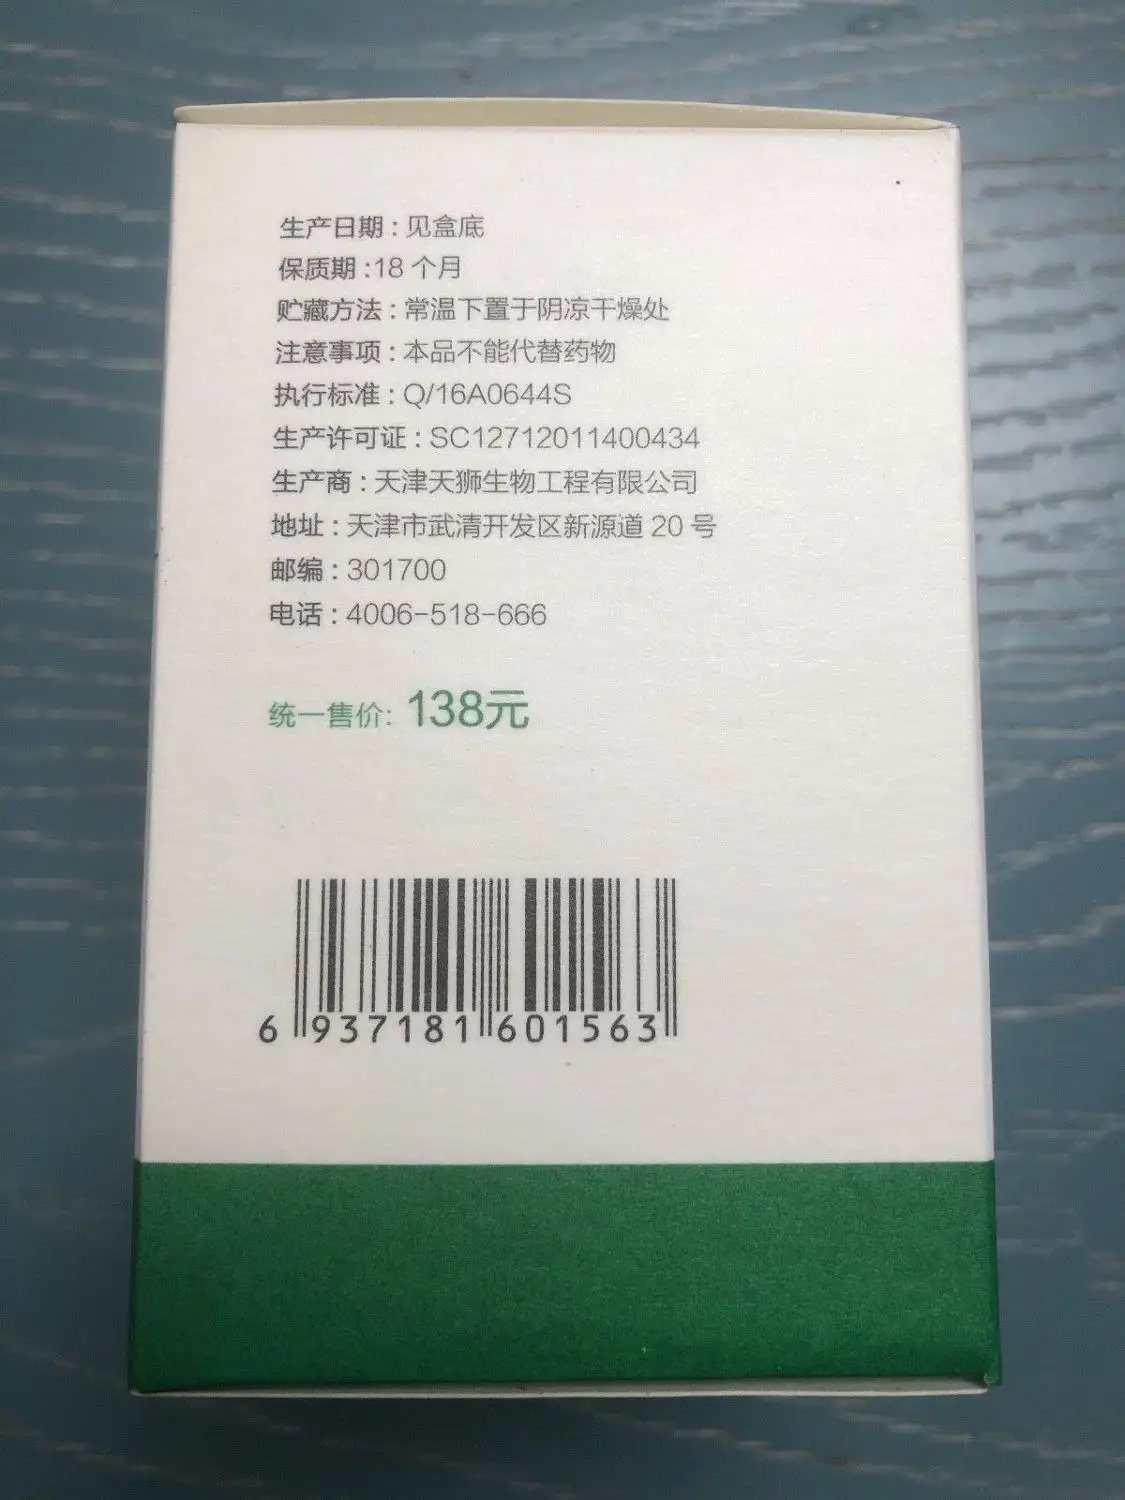 生产日期：见盒底
保质期：18 个月
贮藏方法：常温下置于阴凉干燥处
注意事项：本品不能代替药物
执行标准：Q/16A0644S
生产许可证：SC12712011400434
生产商：天津天狮生物工程有限公司
地址：天津市武清开发区新源道 20 号
邮编：301700
电话：4006-518-666
统一售价：138元
6 937181 601563